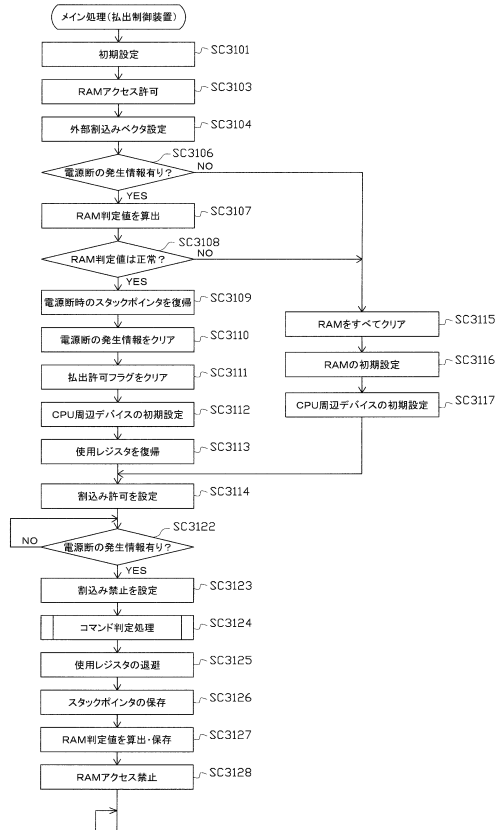 メイン処理(払出制御装置)
初期設定
SC3101
RAMアクセス許可
SC3103
外部割込みベクタ設定
SC3104
SC3106
電源断の発生情報有り?
NO
YES
RAM判定値を算出
SC3107
SC3108
RAM判定値は正常?
NO
YES
電源断時のスタックポインタを復帰
SC3109
電源断の発生情報をクリア
SC3110
払出許可フラグをクリア
SC3111
CPU周辺デバイスの初期設定
SC3112
使用レジスタを復帰
SC3113
RAMをすべてクリア
SC3115
RAMの初期設定
SC3116
CPU周辺デバイスの初期設定
SC3117
割込み許可を設定
SC3114
SC3122
電源断の発生情報有り?
NO
YES
割込み禁止を設定
SC3123
コマンド判定処理
SC3124
使用レジスタの退避
SC3125
スタックポインタの保存
SC3126
RAM判定値を算出・保存
SC3127
RAMアクセス禁止
SC3128